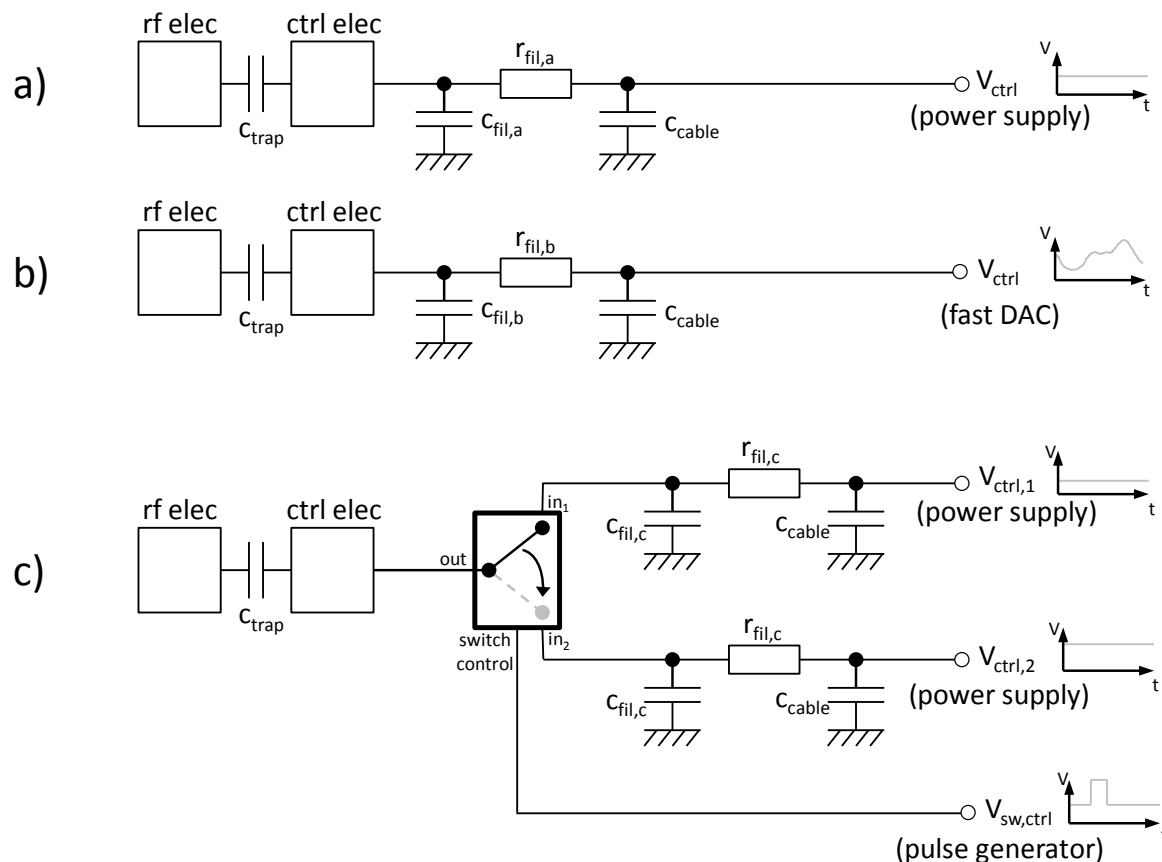 a)
rf elec
ctrl elec
c_trap
c_fil,a
r_fil,a
c_cable
V_ctrl
(power supply)
V
t
b)
rf elec
ctrl elec
c_trap
c_fil,b
r_fil,b
c_cable
V_ctrl
(fast DAC)
V
t
c)
rf elec
ctrl elec
c_trap
out
in_1
in_2
switch
control
r_fil,c
c_fil,c
c_cable
V_ctrl,1
(power supply)
V
t
r_fil,c
c_fil,c
c_cable
V_ctrl,2
(power supply)
V
t
V_sw,ctrl
(pulse generator)
V
t